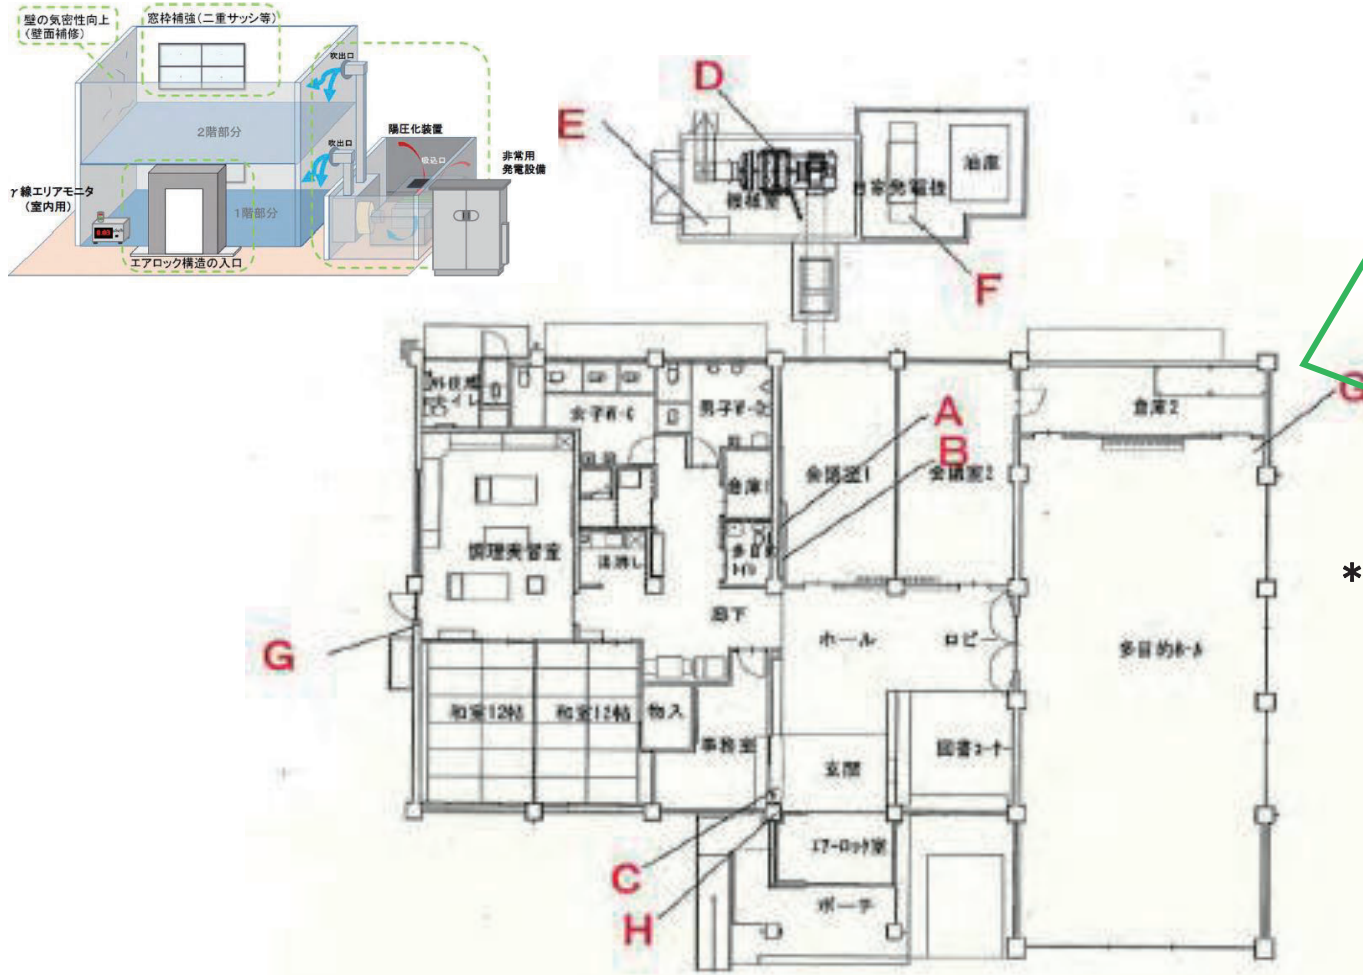 壁の気密性向上
(壁面補修)
窓枠補強(二重サッシ等)
吹出口
2階部分
陽圧化装置
吹出口
吸込口
非常用
発電設備
γ線エリアモニタ
(室内用)
1階部分
エアロック構造の入口
D
E
機械室
自家発電機
油庫
F
女子W・C
男子W・C
倉庫1
A
B
会議室1
会議室2
倉庫2
G
調理実習室
湯沸し
多目的
トイレ
廊下
ホール
ロビー
多目的ホール
*
G
和室12帖
和室12帖
物入
事務室
玄関
図書コーナー
エアーロック室
C
H
ポーチ